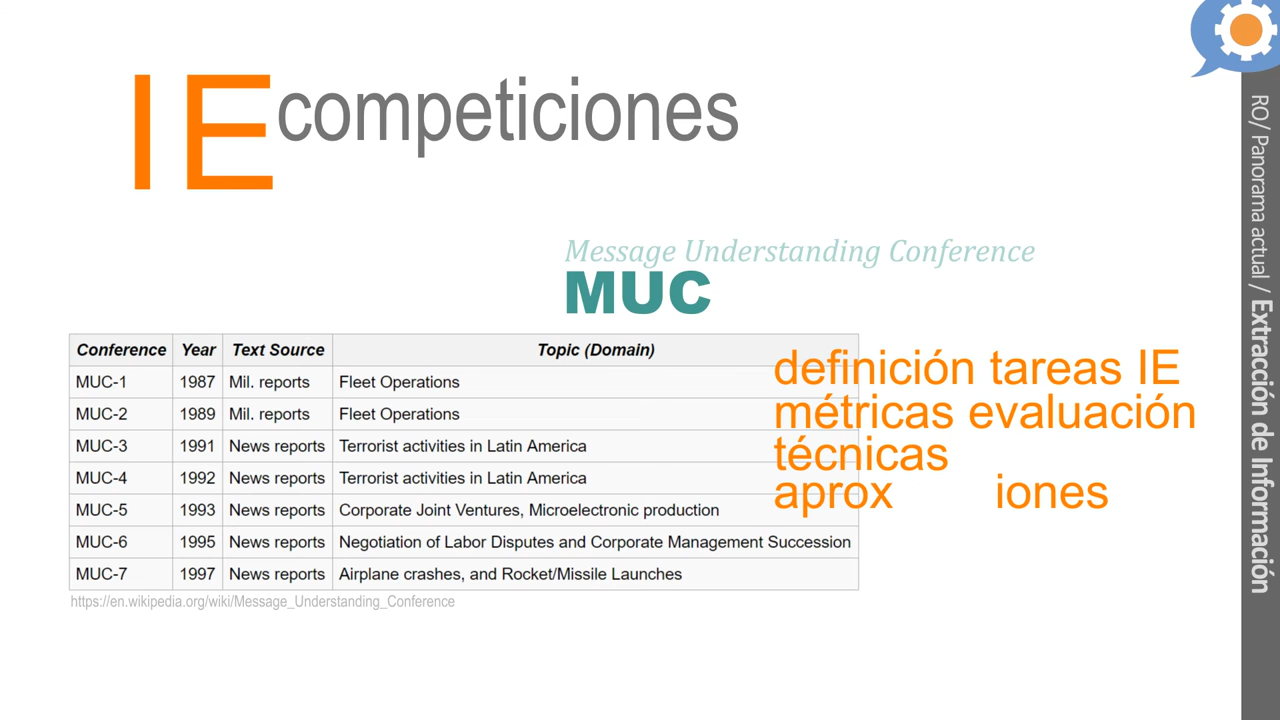 IE competiciones
Message Understanding Conference
MUC
Conference Year Text Source Topic (Domain)
MUC-1 1987 Mil. reports Fleet Operations
MUC-2 1989 Mil. reports Fleet Operations
MUC-3 1991 News reports Terrorist activities in Latin America
MUC-4 1992 News reports Terrorist activities in Latin America
MUC-5 1993 News reports Corporate Joint Ventures, Microelectronic production
MUC-6 1995 News reports Negotiation of Labor Disputes and Corporate Management Succession
MUC-7 1997 News reports Airplane crashes, and Rocket/Missile Launches
https://en.wikipedia.org/wiki/Message_Understanding_Conference
definición tareas IE
métricas evaluación
técnicas
aprox iones
RO/ Panorama actual / Extracción de Información